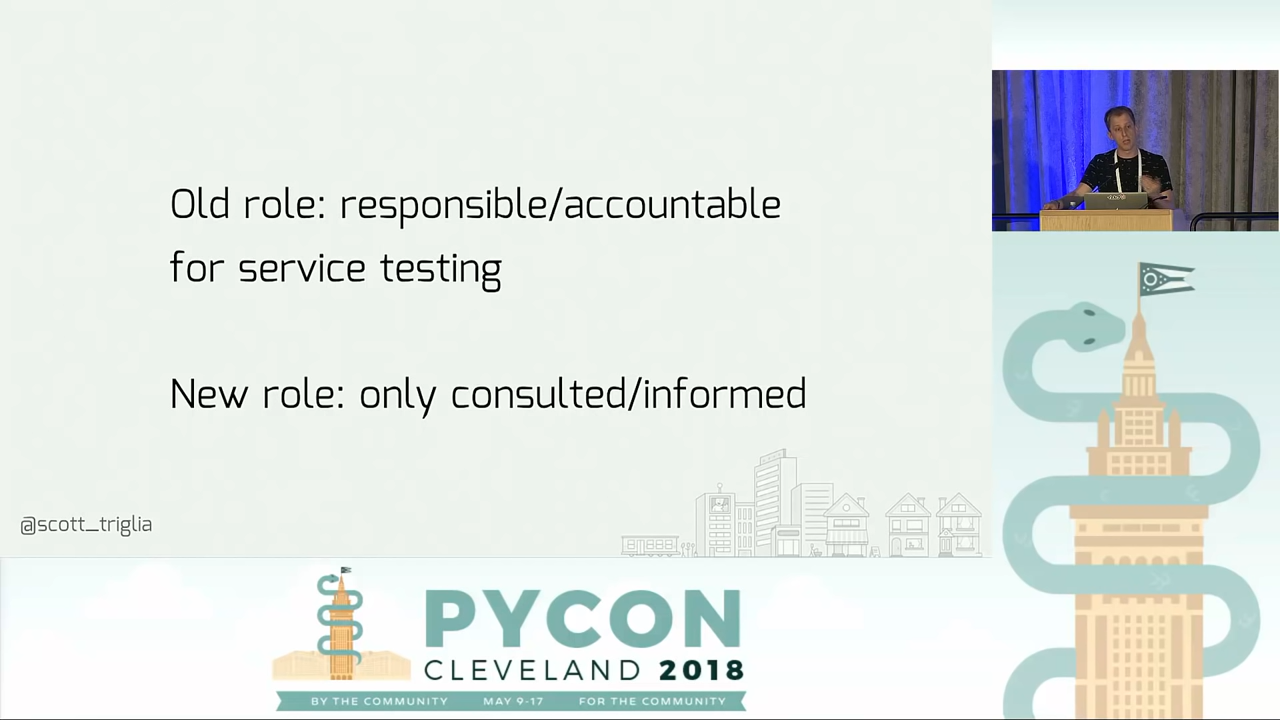 Old role: responsible/accountable
for service testing
New role: only consulted/informed
@scott_triglia
PYCON
CLEVELAND 2018
BY THE COMMUNITY MAY 9-17 FOR THE COMMUNITY